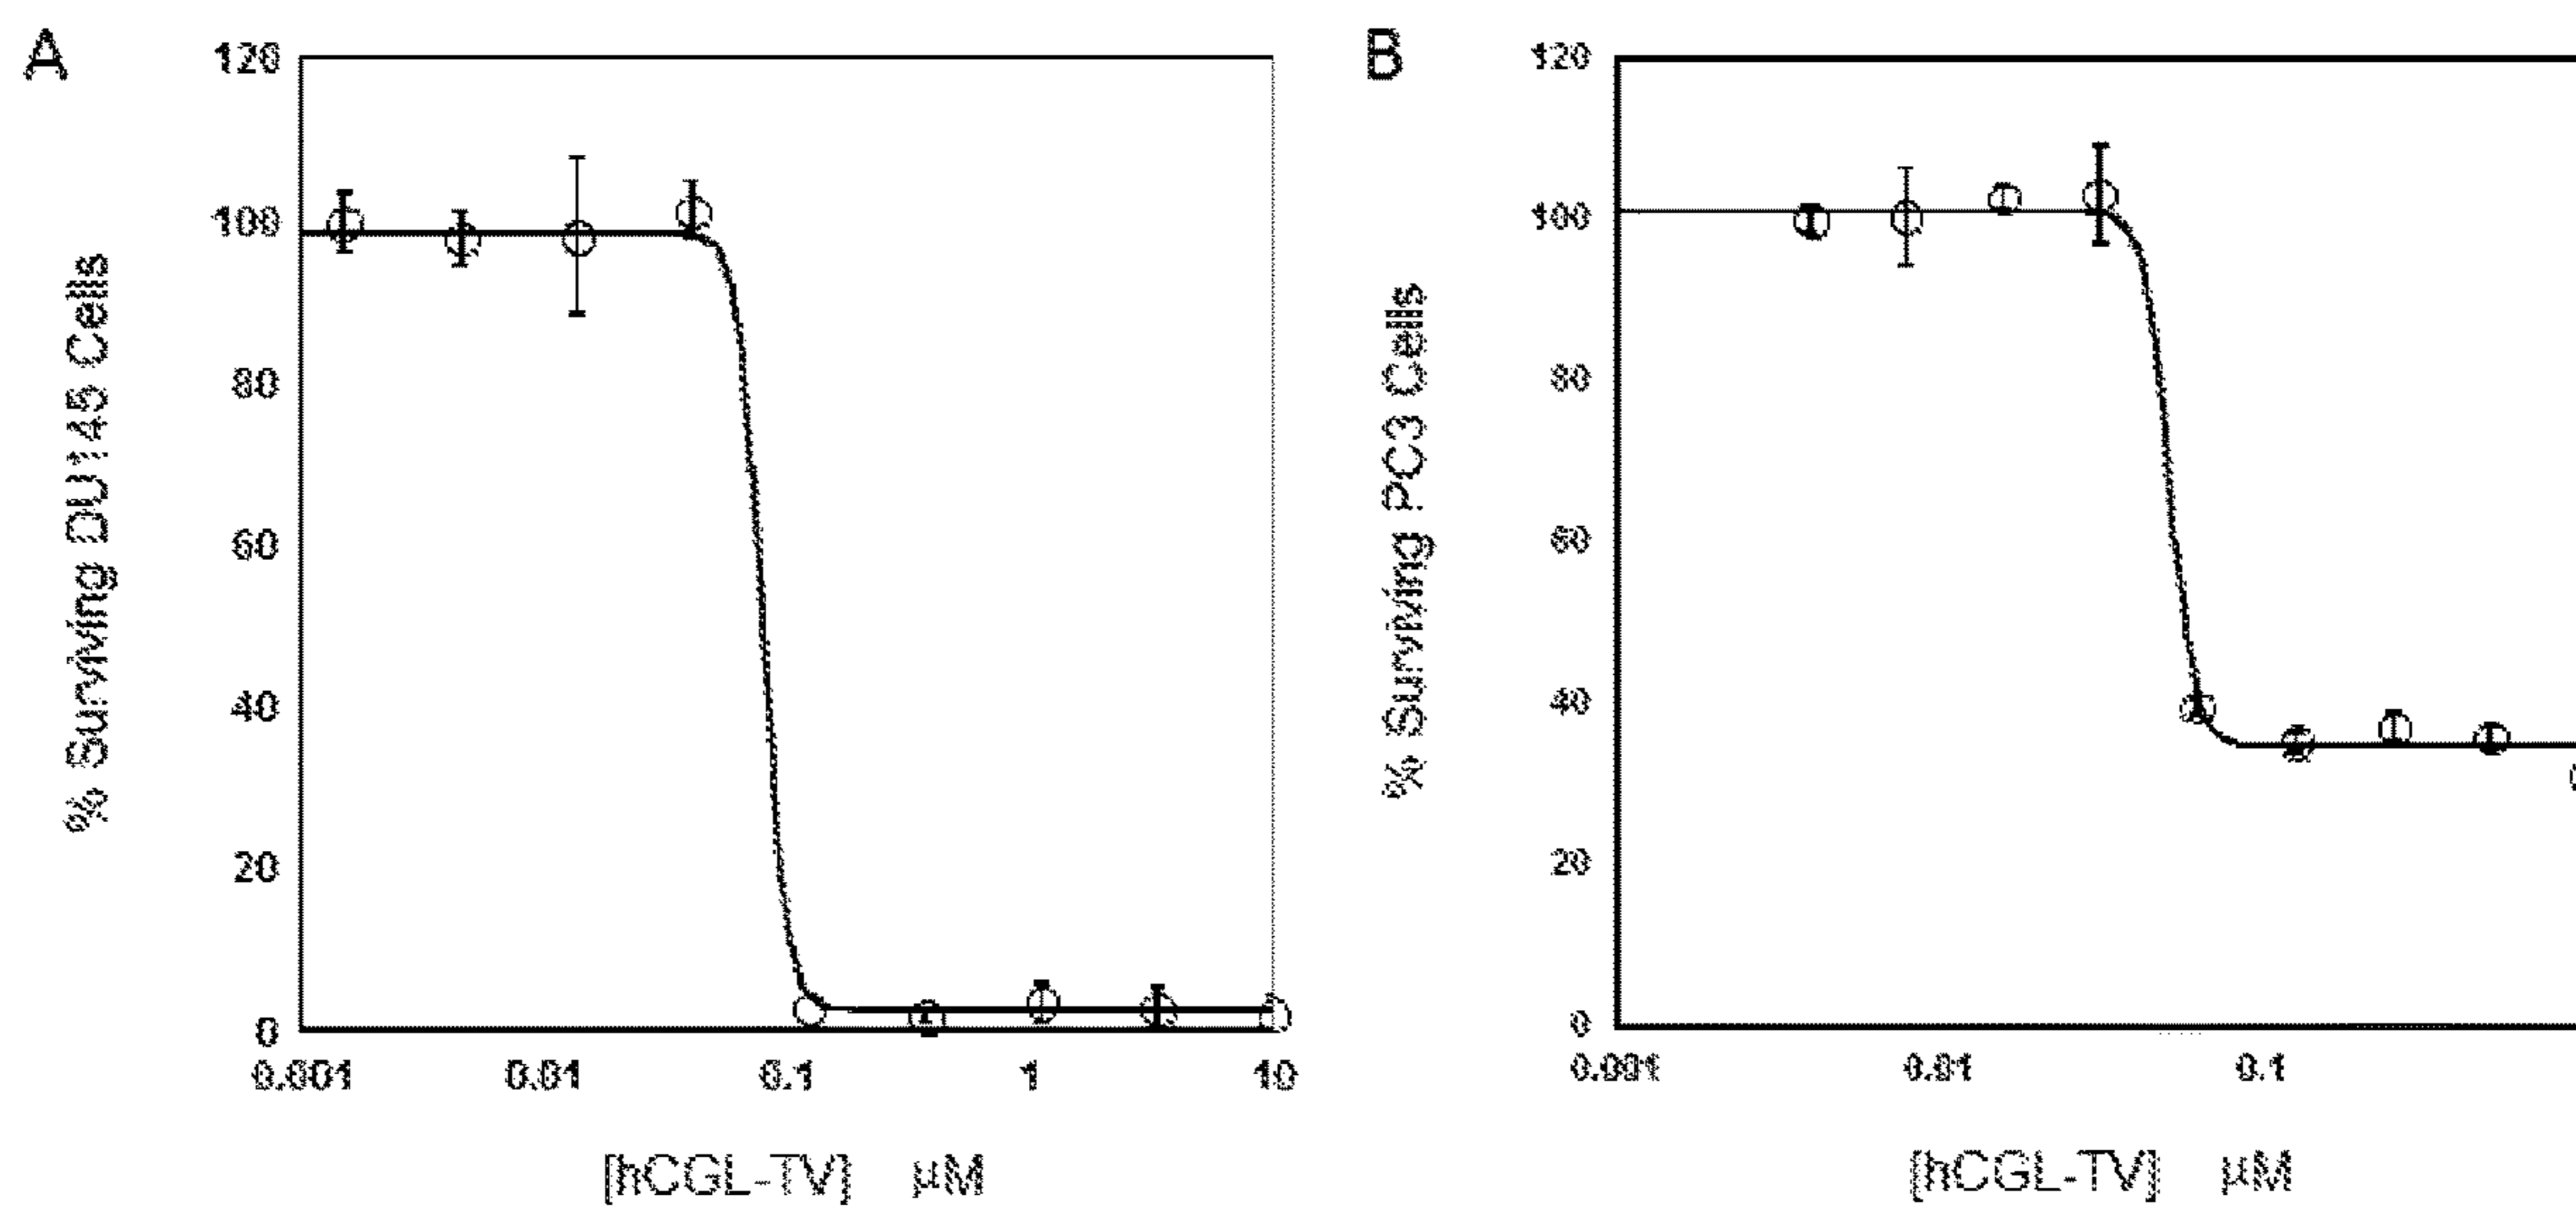 A
120
100
80
60
40
20
0
% Surviving DU145 Cells
0.001 0.01 0.1 1 10
[hCGL-TV] μM
B
120
100
80
60
40
20
0
% Surviving PC3 Cells
0.001 0.01 0.1
[hCGL-TV] μM